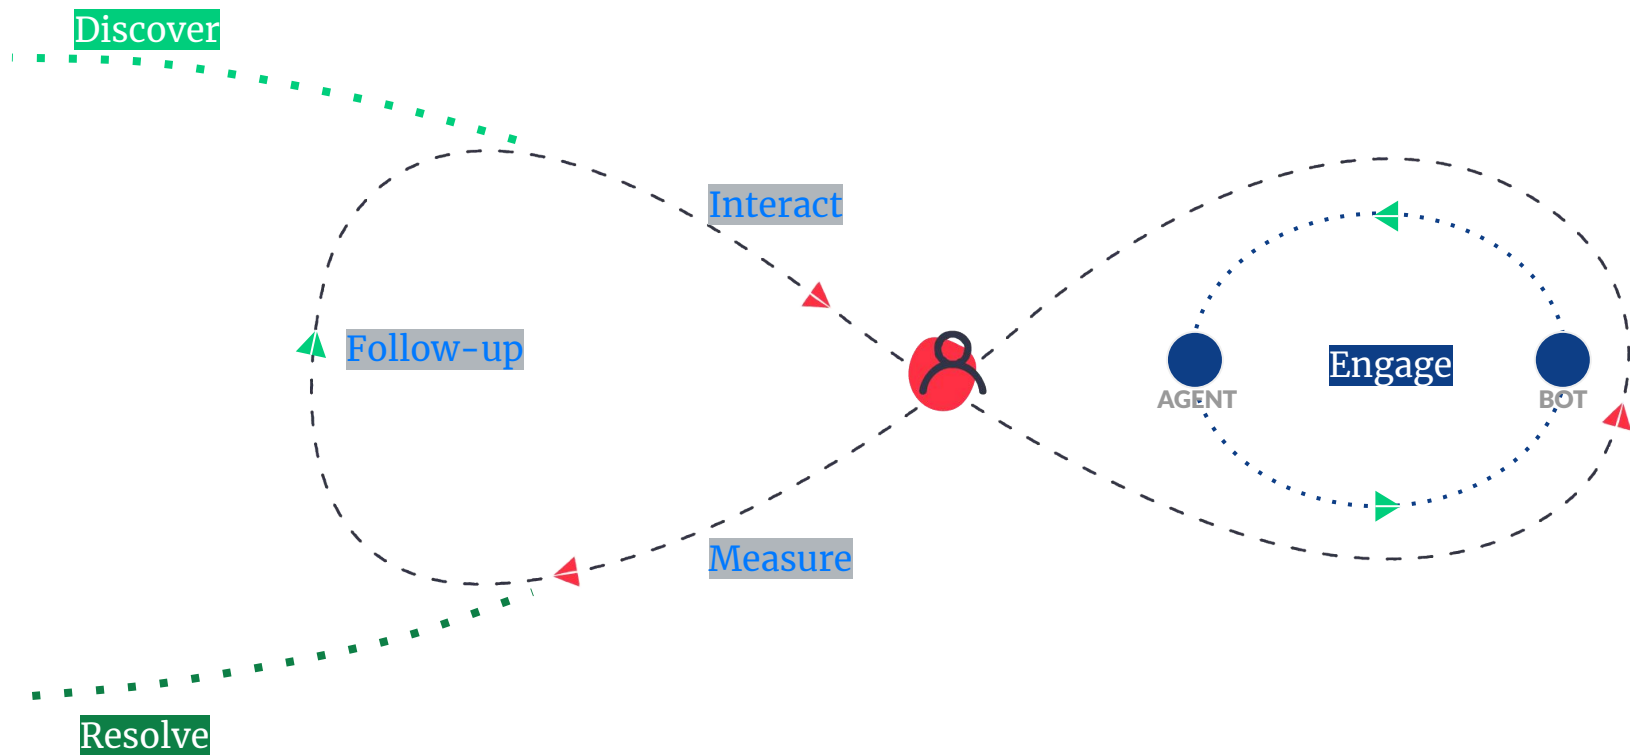 Discover
Interact
Follow-up
Engage
AGENT
BOT
Measure
Resolve